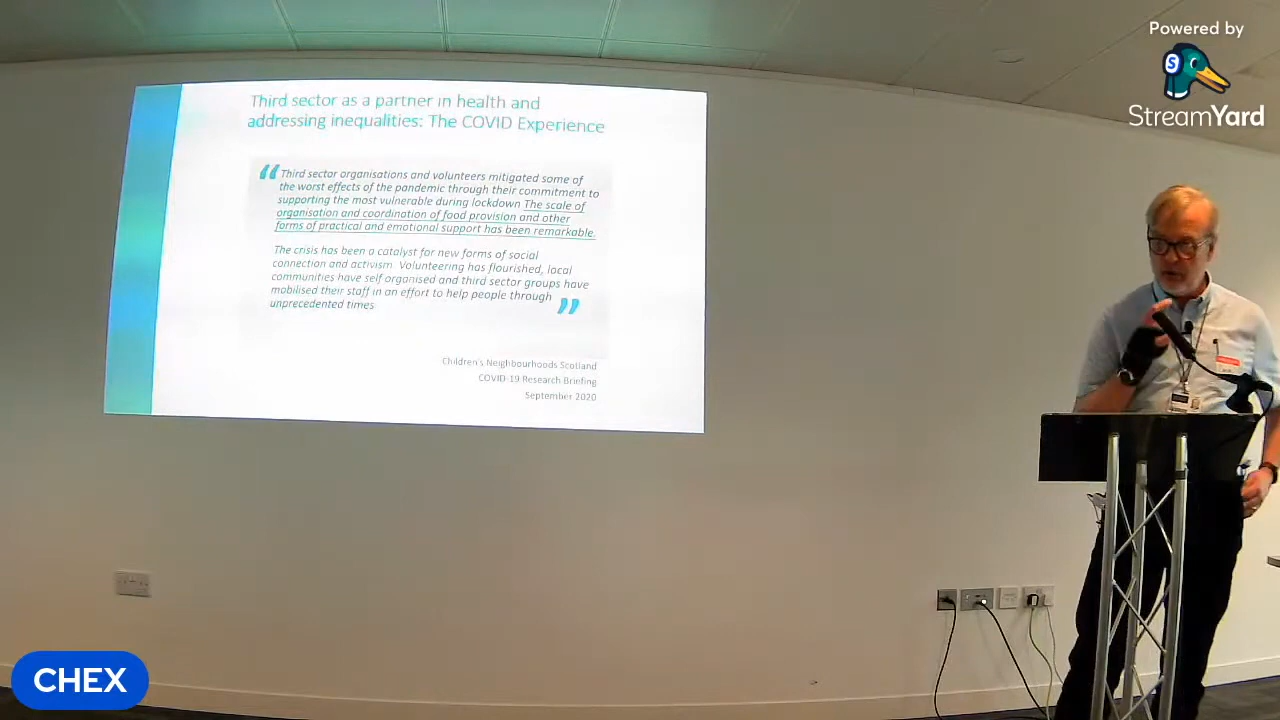 Powered by
StreamYard
Third sector as a partner in health and
addressing inequalities: The COVID Experience
“Third sector organisations and volunteers mitigated some of
the worst effects of the pandemic through their commitment to
supporting the most vulnerable during lockdown The scale of
organisation and coordination of food provision and other
forms of practical and emotional support has been remarkable.
The crisis has been a catalyst for new forms of social
connection and activism Volunteering has flourished, local
communities have self organised and third sector groups have
mobilised their staff in an effort to help people through
unprecedented times ”
Children's Neighbourhoods Scotland
COVID-19 Research Briefing
September 2020
CHEX